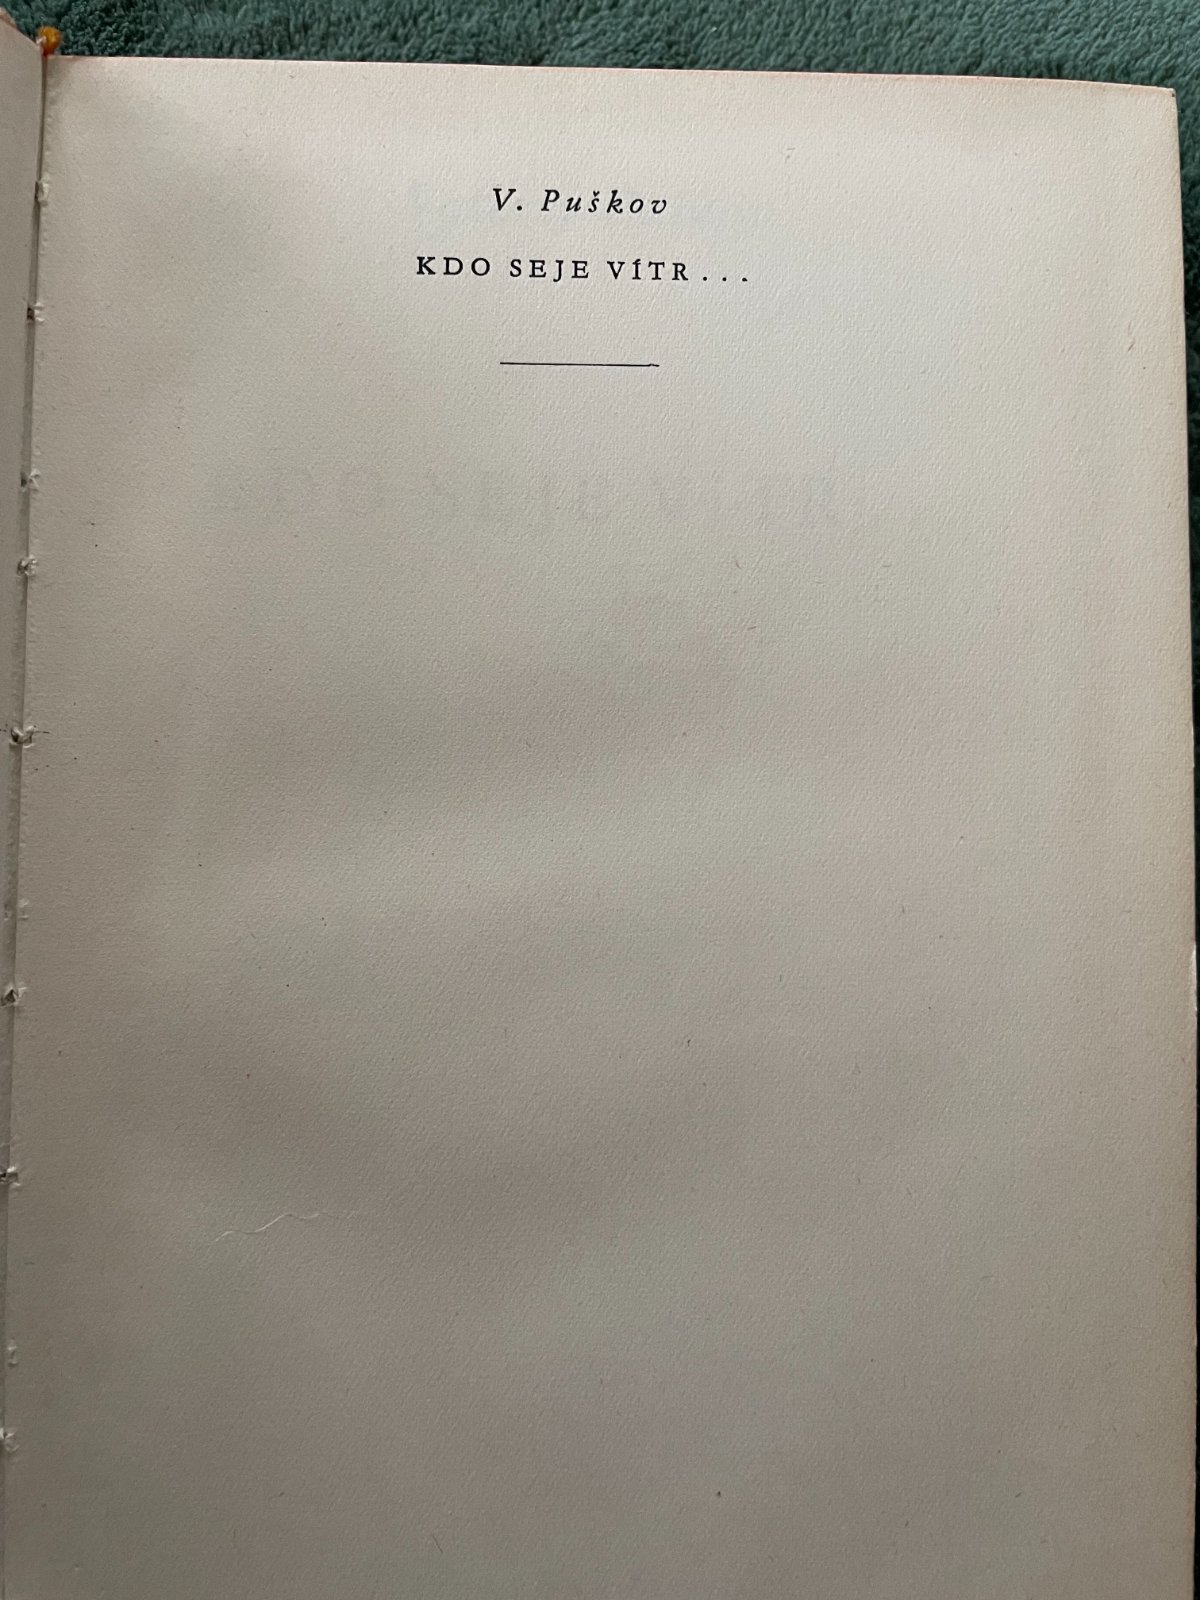 V. Puškov
KDO SEJE VÍTR...